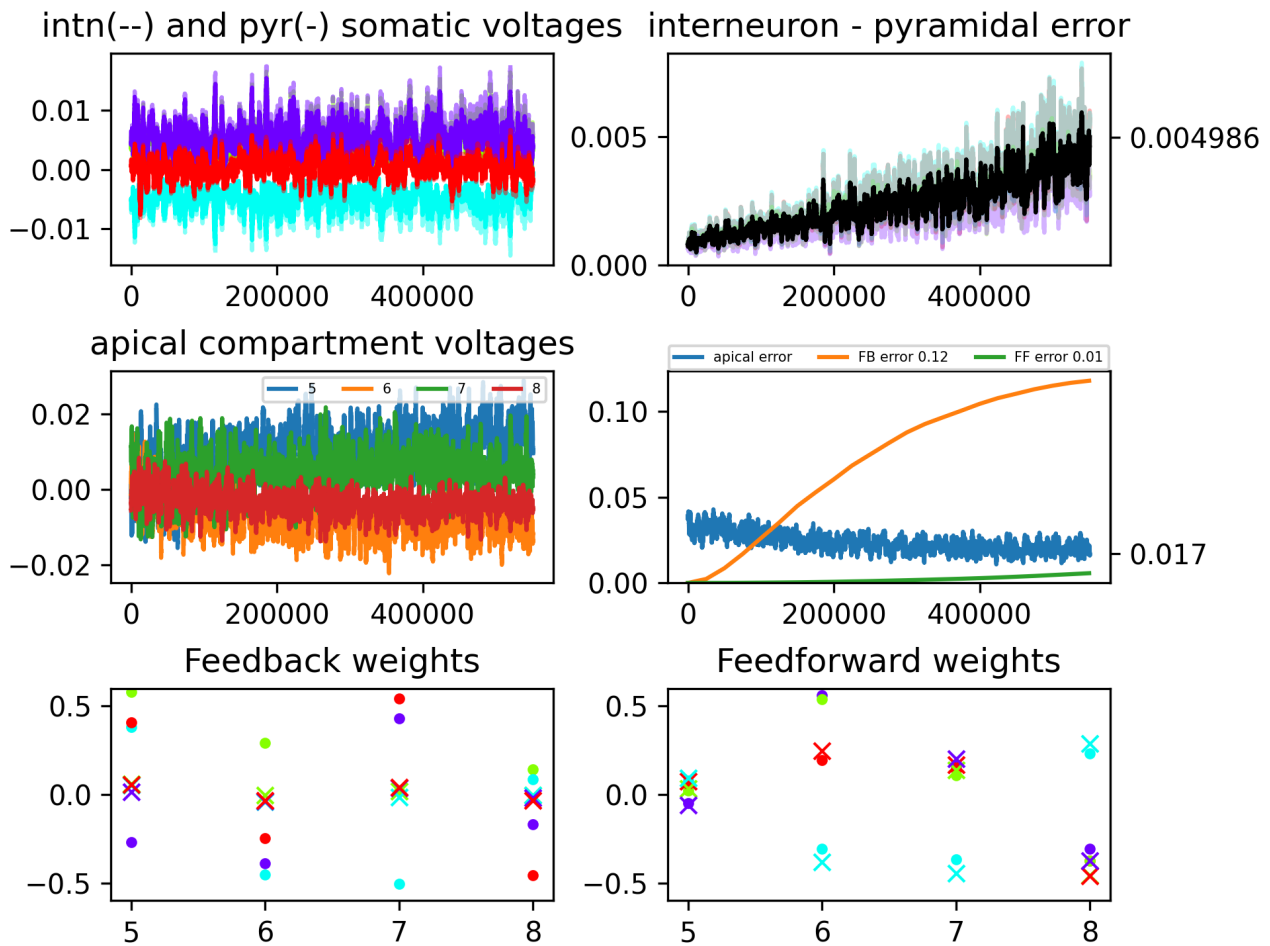 intn(--) and pyr(-) somatic voltages
0.01
0.00
−0.01
0 200000 400000
interneuron - pyramidal error
0.005
0.000
0.004986
0 200000 400000
apical compartment voltages
5 6 7 8
0.02
0.00
−0.02
0 200000 400000
apical error FB error 0.12 FF error 0.01
0.10
0.05
0.00
0.017
0 200000 400000
Feedback weights
0.5
0.0
−0.5
5 6 7 8
Feedforward weights
0.5
0.0
−0.5
5 6 7 8